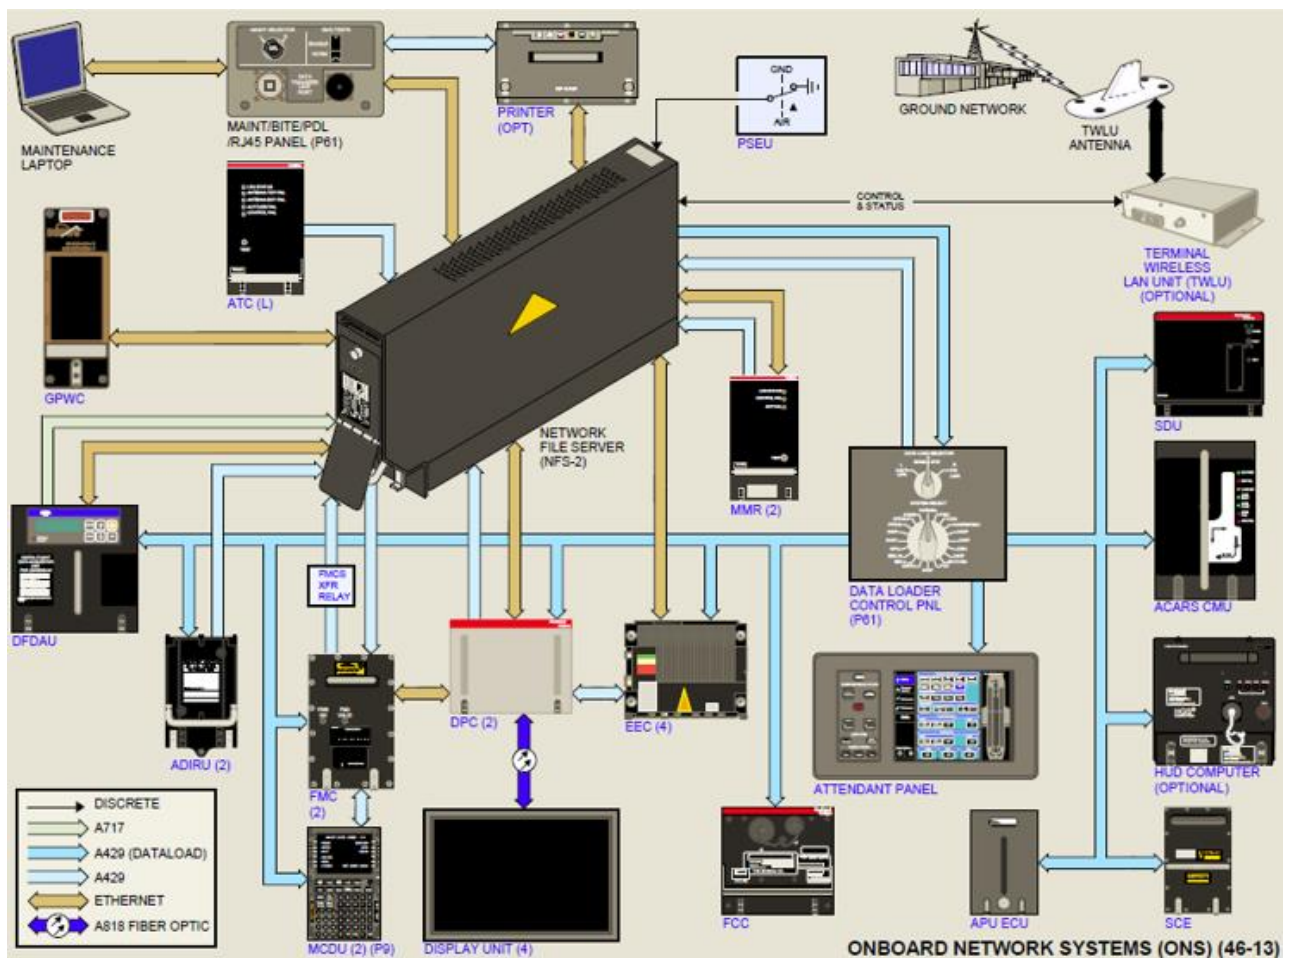 MAINTENANCE
LAPTOP
MAINT/BITE/PDL
/RJ45 PANEL (P61)
PRINTER
(OPT)
GND
AIR
PSEU
GROUND NETWORK
TWLU
ANTENNA
CONTROL
& STATUS
TERMINAL
WIRELESS
LAN UNIT (TWLU)
(OPTIONAL)
ATC (L)
GPWC
NETWORK
FILE SERVER
(NFS-2)
MMR (2)
SDU
DFDAU
FMCS
XFR
RELAY
DATA LOADER
CONTROL PNL
(P61)
ACARS CMU
ADIRU (2)
DPC (2)
EEC (4)
FMC
(2)
ATTENDANT PANEL
HUD COMPUTER
(OPTIONAL)
DISCRETE
A717
A429 (DATALOAD)
A429
ETHERNET
A818 FIBER OPTIC
MCDU (2) (P9)
DISPLAY UNIT (4)
FCC
APU ECU
SCE
ONBOARD NETWORK SYSTEMS (ONS) (46-13)